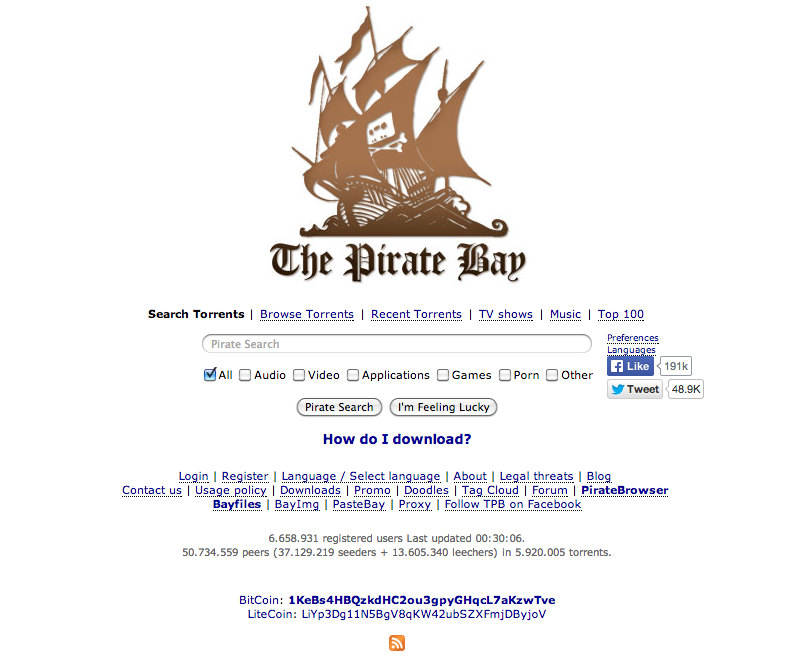 The Pirate Bay
Search Torrents | Browse Torrents | Recent Torrents | TV shows | Music | Top 100
Pirate Search
Preferences
Languages
Like 191k
Tweet 48.9K
All Audio Video Applications Games Porn Other
Pirate Search I'm Feeling Lucky
How do I download?
Login | Register | Language / Select language | About | Legal threats | Blog
Contact us | Usage policy | Downloads | Promo | Doodles | Tag Cloud | Forum | PirateBrowser
Bayfiles | BayImg | PasteBay | Proxy | Follow TPB on Facebook
6.658.931 registered users Last updated 00:30:06.
50.734.559 peers (37.129.219 seeders + 13.605.340 leechers) in 5.920.005 torrents.
BitCoin: 1KeBs4HBQzkdHC2ou3gpyGHqcL7aKzwTve
LiteCoin: LiYp3Dg11N5BgV8qKW42ubSZXFmjDByjoV